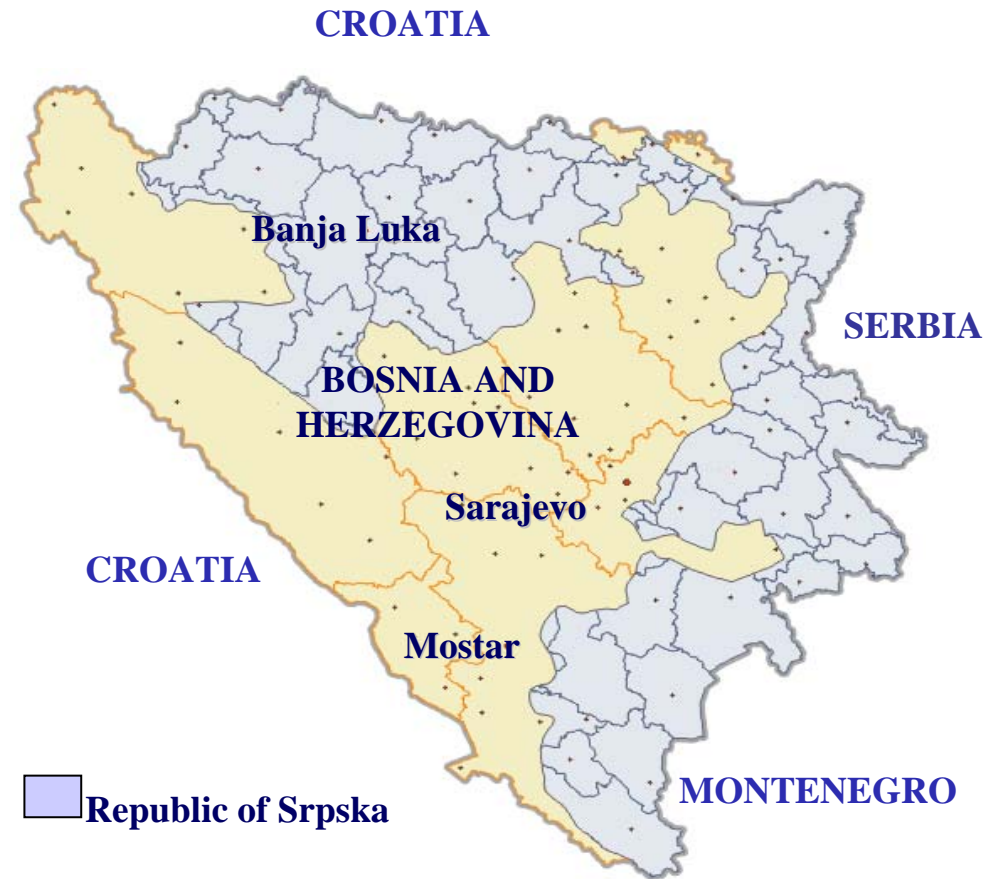 CROATIA
Banja Luka
SERBIA
BOSNIA AND
HERZEGOVINA
Sarajevo
CROATIA
Mostar
MONTENEGRO
Republic of Srpska